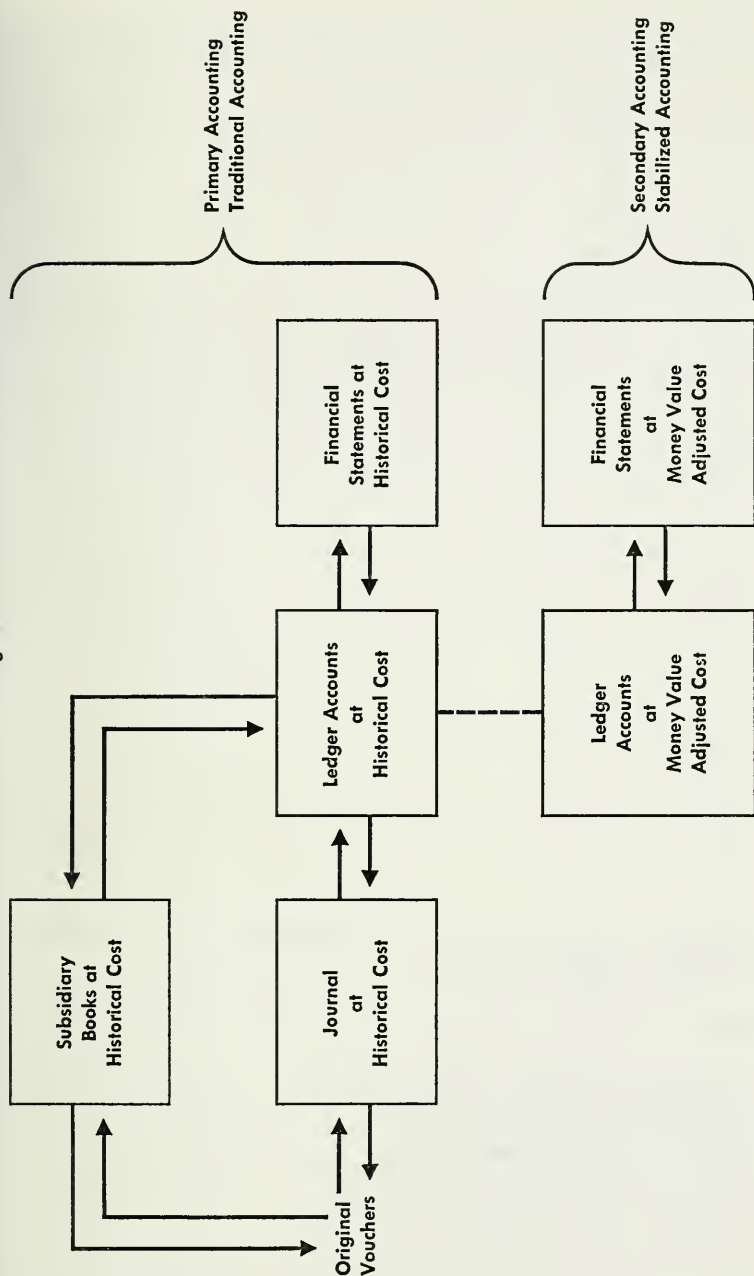 Subsidiary
Books at
Historical Cost
Primary Accounting
Traditional Accounting
Original
Vouchers
Journal
at
Historical Cost
Ledger Accounts
at
Historical Cost
Financial
Statements at
Historical Cost
Ledger
Accounts
at
Money Value
Adjusted Cost
Financial
Statements
at
Money Value
Adjusted Cost
Secondary Accounting
Stabilized Accounting